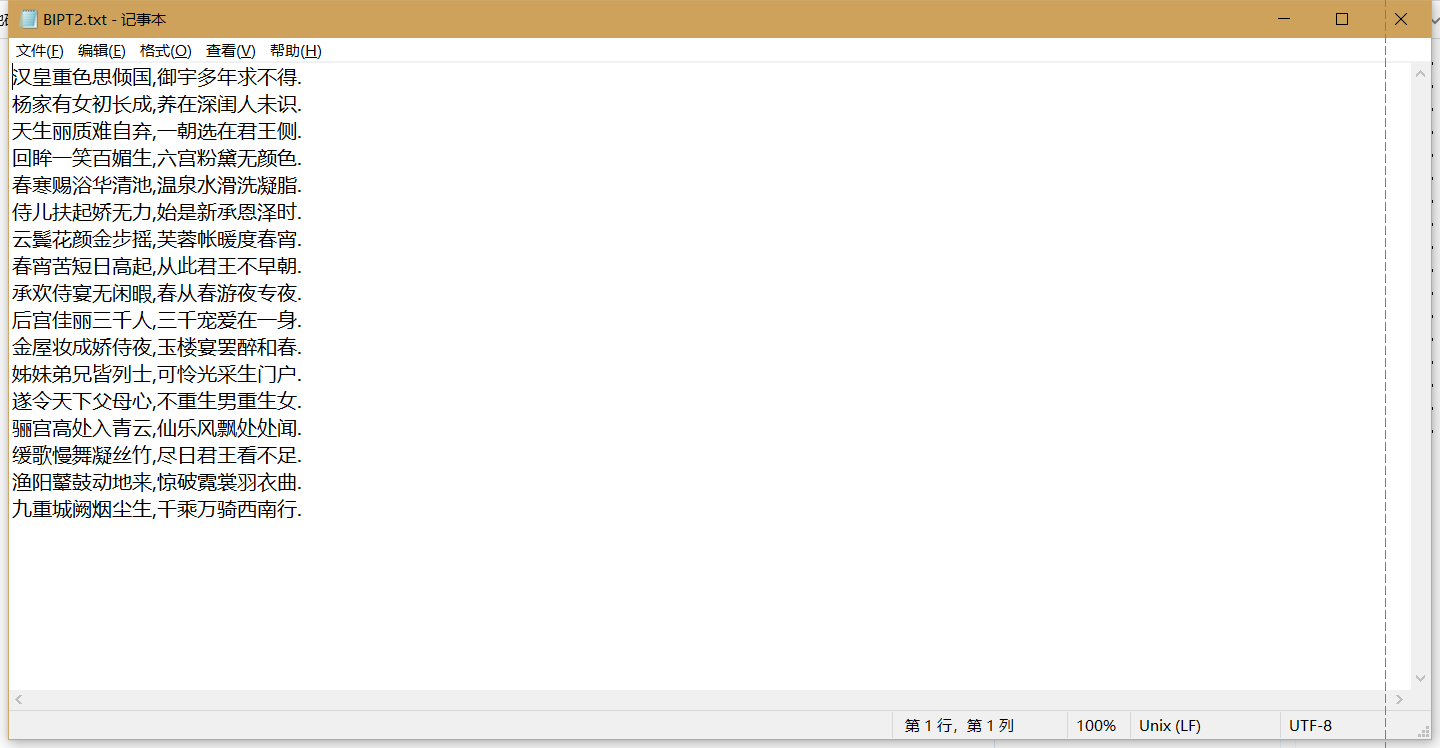 BIPT2.txt - 记事本
文件(F) 编辑(E) 格式(O) 查看(V) 帮助(H)
汉皇重色思倾国,御宇多年求不得.
杨家有女初长成,养在深闺人未识.
天生丽质难自弃,一朝选在君王侧.
回眸一笑百媚生,六宫粉黛无颜色.
春寒赐浴华清池,温泉水滑洗凝脂.
侍儿扶起娇无力,始是新承恩泽时.
云鬓花颜金步摇,芙蓉帐暖度春宵.
春宵苦短日高起,从此君王不早朝.
承欢侍宴无闲暇,春从春游夜专夜.
后宫佳丽三千人,三千宠爱在一身.
金屋妆成娇侍夜,玉楼宴罢醉和春.
姊妹弟兄皆列士,可怜光采生门户.
遂令天下父母心,不重生男重生女.
骊宫高处入青云,仙乐风飘处处闻.
缓歌慢舞凝丝竹,尽日君王看不足.
渔阳鼙鼓动地来,惊破霓裳羽衣曲.
九重城阙烟尘生,千乘万骑西南行.
第 1 行，第 1 列 100% Unix (LF) UTF-8